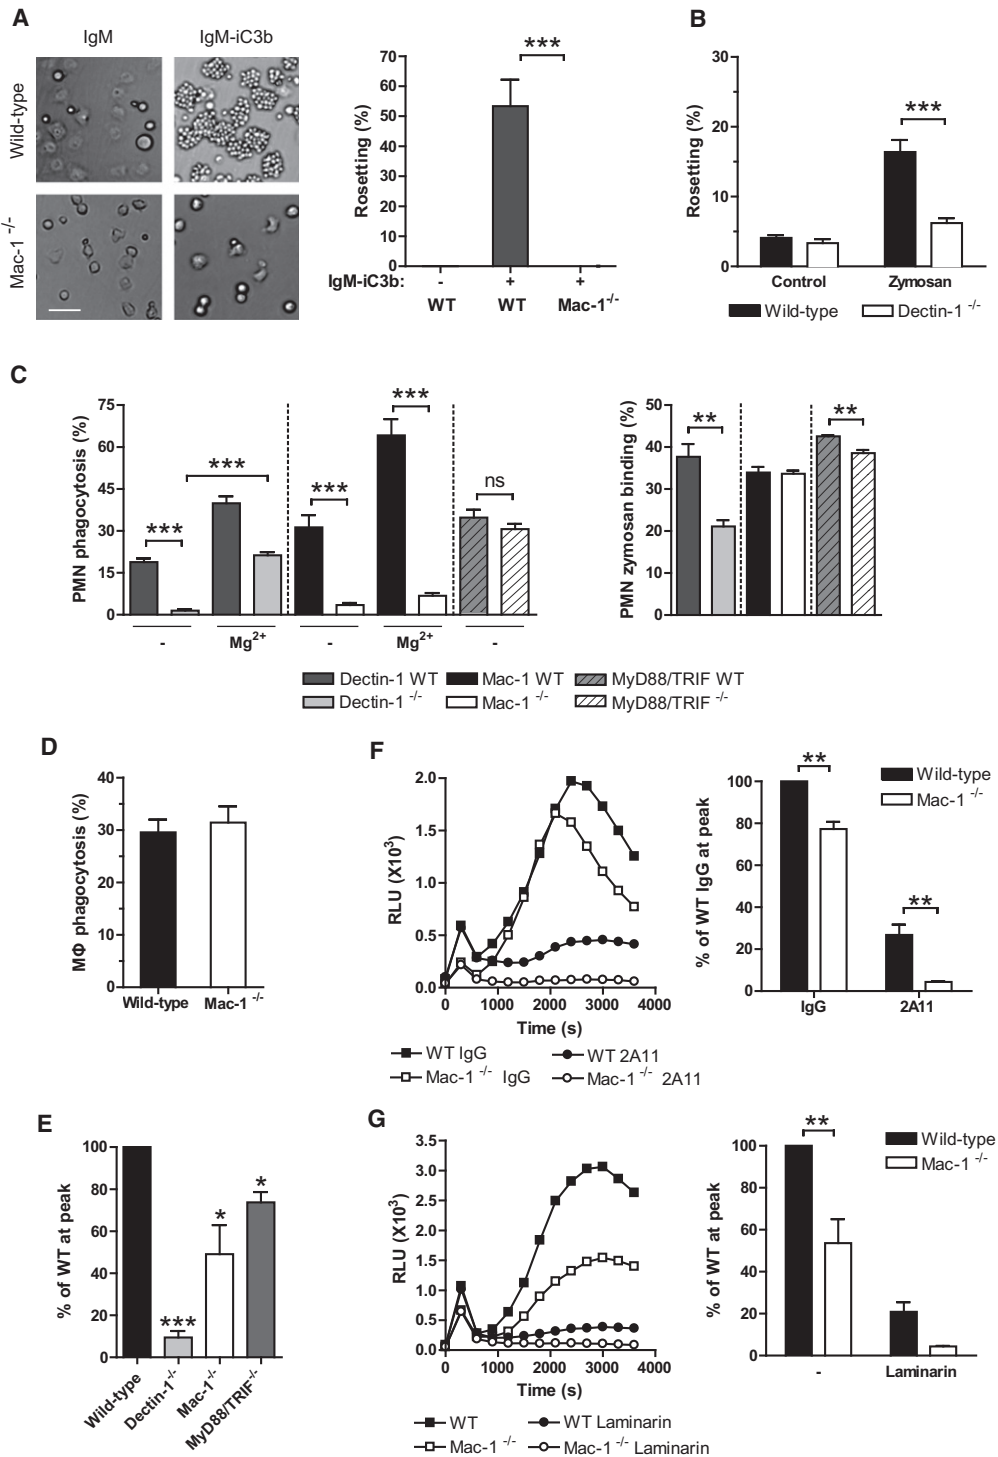 A
IgM
IgM-iC3b
Wild-type
Mac-1 -/-
Rosetting (%)
70
60
50
40
30
20
10
0
***
IgM-iC3b: - + +
WT WT Mac-1-/-
B
Rosetting (%)
30
20
10
0
***
Control Zymosan
Wild-type Dectin-1 -/-
C
PMN phagocytosis (%)
75
60
45
30
15
0
***
***
***
***
ns
- Mg2+ - Mg2+ -
PMN zymosan binding (%)
50
40
30
20
10
0
**
**
Dectin-1 WT Mac-1 WT MyD88/TRIF WT
Dectin-1 -/- Mac-1 -/- MyD88/TRIF -/-
D
MΦ phagocytosis (%)
40
30
20
10
0
Wild-type Mac-1 -/-
F
RLU (X103)
2.0
1.5
1.0
0.5
0.0
0 1000 2000 3000 4000
Time (s)
WT IgG WT 2A11
Mac-1 -/- IgG Mac-1 -/- 2A11
% of WT IgG at peak
100
80
60
40
20
0
**
**
IgG 2A11
Wild-type
Mac-1 -/-
E
% of WT at peak
100
80
60
40
20
0
***
*
*
Wild-type
Dectin-1-/-
Mac-1-/-
MyD88/TRIF-/-
G
RLU (X103)
3.5
3.0
2.5
2.0
1.5
1.0
0.5
0.0
0 1000 2000 3000 4000
Time (s)
WT WT Laminarin
Mac-1 -/- Mac-1 -/- Laminarin
% of WT at peak
100
80
60
40
20
0
**
- Laminarin
Wild-type
Mac-1 -/-